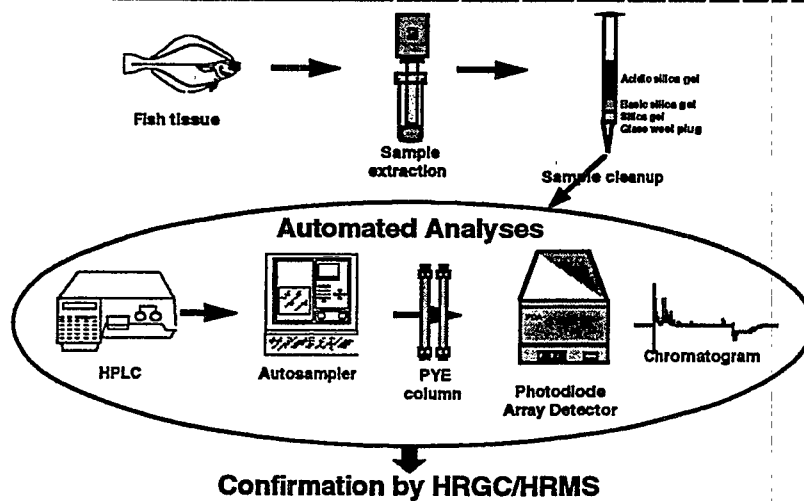 Fish tissue
Sample
extraction
Acidic silica gel
Basic silica gel
Silica gel
Glass wool plug
Sample cleanup
Automated Analyses
HPLC
Autosampler
PYE
column
Photodiode
Array Detector
Chromatogram
Confirmation by HRGC/HRMS